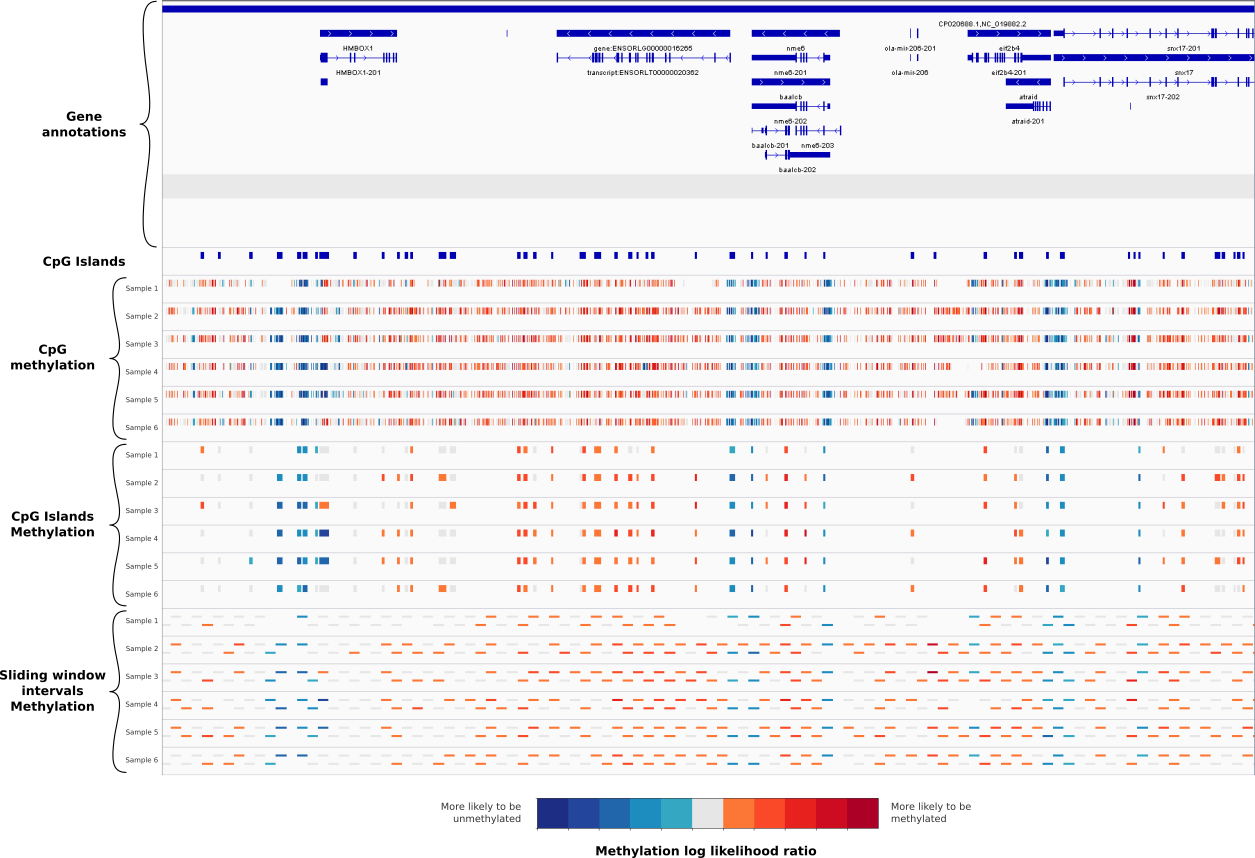 CP020688.1,NC_019882.2
HMBOX1
gene:ENSORLG00000016265
nme6
ola-mir-206-201
eif2b4
snx17-201
HMBOX1-201
transcript:ENSORLT00000020362
nme6-201
ola-mir-206
eif2b4-201
snx17
baalcb
atraid
snx17-202
nme6-202
atraid-201
baalcb-201
nme6-203
baalcb-202
Gene
annotations
CpG Islands
CpG
methylation
Sample 1
Sample 2
Sample 3
Sample 4
Sample 5
Sample 6
CpG Islands
Methylation
Sample 1
Sample 2
Sample 3
Sample 4
Sample 5
Sample 6
Sliding window
intervals
Methylation
Sample 1
Sample 2
Sample 3
Sample 4
Sample 5
Sample 6
More likely to be
unmethylated
More likely to be
methylated
Methylation log likelihood ratio